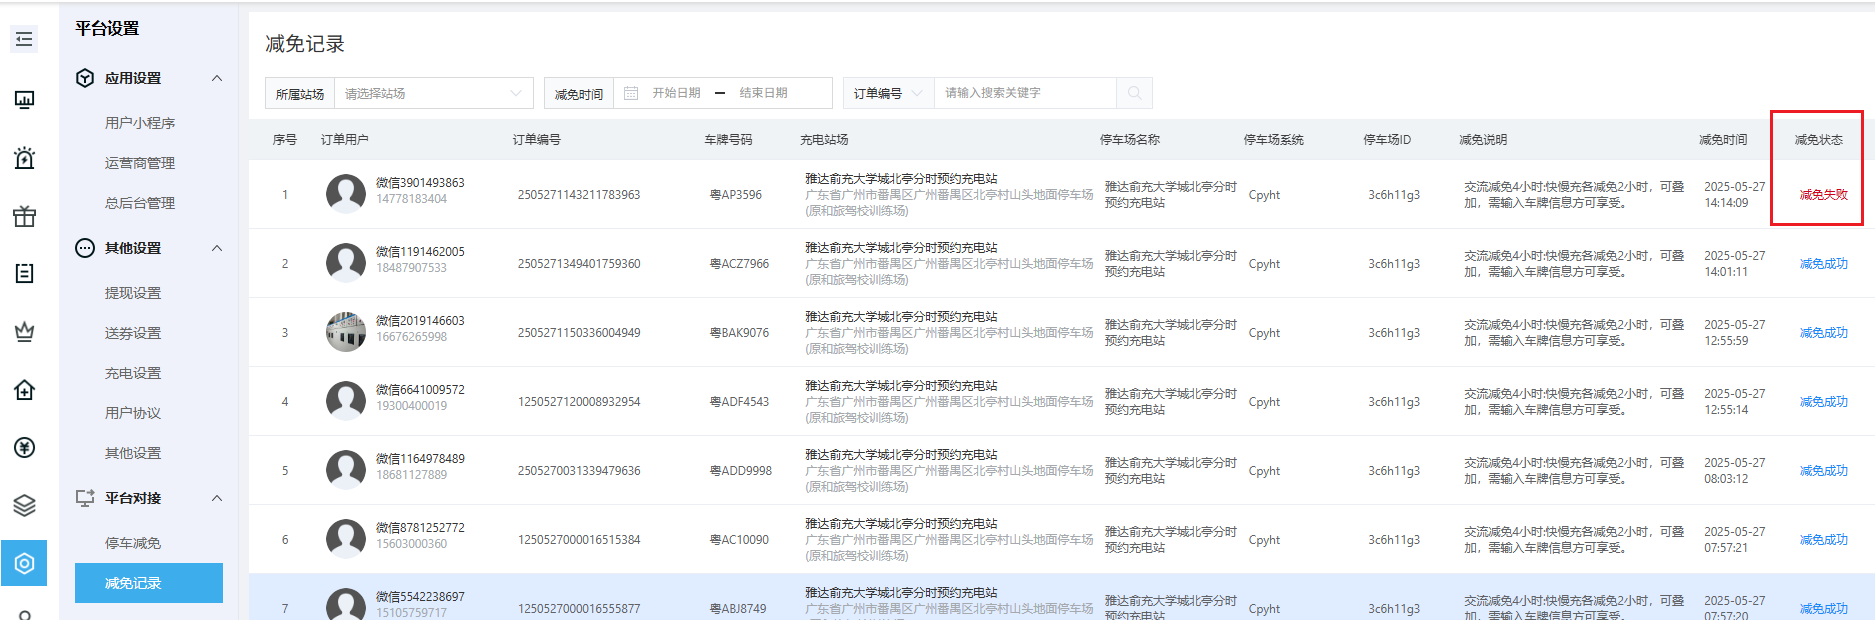 平台设置
应用设置
用户小程序
运营商管理
总后台管理
其他设置
提现设置
送券设置
充电设置
用户协议
其他设置
平台对接
停车减免
减免记录
减免记录
所属站场 请选择站场 减免时间 开始日期 — 结束日期 订单编号 请输入搜索关键字
序号 订单用户 订单编号 车牌号码 充电站场 停车场名称 停车场系统 停车场ID 减免说明 减免时间 减免状态
1 微信3901493863 2505271143211783963 粤AP3596 雅达俞充大学城北亭分时预约充电站 雅达俞充大学城北亭分时 Cpyht 3c6h11g3 交流减免4小时:快慢充各减免2小时，可叠 2025-05-27 减免失败
14778183404 广东省广州市番禺区广州番禺区北亭村山头地面停车场 预约充电站 加，需输入车牌信息方可享受。 14:14:09
(原和旅驾校训练场)
2 微信1191462005 2505271349401759360 粤ACZ7966 雅达俞充大学城北亭分时预约充电站 雅达俞充大学城北亭分时 Cpyht 3c6h11g3 交流减免4小时:快慢充各减免2小时，可叠 2025-05-27 减免成功
18487907533 广东省广州市番禺区广州番禺区北亭村山头地面停车场 预约充电站 加，需输入车牌信息方可享受。 14:01:11
(原和旅驾校训练场)
3 微信2019146603 2505271150336004949 粤BAK9076 雅达俞充大学城北亭分时预约充电站 雅达俞充大学城北亭分时 Cpyht 3c6h11g3 交流减免4小时:快慢充各减免2小时，可叠 2025-05-27 减免成功
16676265998 广东省广州市番禺区广州番禺区北亭村山头地面停车场 预约充电站 加，需输入车牌信息方可享受。 12:55:59
(原和旅驾校训练场)
4 微信6641009572 1250527120008932954 粤ADF4543 雅达俞充大学城北亭分时预约充电站 雅达俞充大学城北亭分时 Cpyht 3c6h11g3 交流减免4小时:快慢充各减免2小时，可叠 2025-05-27 减免成功
19300400019 广东省广州市番禺区广州番禺区北亭村山头地面停车场 预约充电站 加，需输入车牌信息方可享受。 12:55:14
(原和旅驾校训练场)
5 微信1164978489 2505270031339479636 粤ADD9998 雅达俞充大学城北亭分时预约充电站 雅达俞充大学城北亭分时 Cpyht 3c6h11g3 交流减免4小时:快慢充各减免2小时，可叠 2025-05-27 减免成功
18681127889 广东省广州市番禺区广州番禺区北亭村山头地面停车场 预约充电站 加，需输入车牌信息方可享受。 08:03:12
(原和旅驾校训练场)
6 微信8781252772 1250527000016515384 粤AC10090 雅达俞充大学城北亭分时预约充电站 雅达俞充大学城北亭分时 Cpyht 3c6h11g3 交流减免4小时:快慢充各减免2小时，可叠 2025-05-27 减免成功
15603000360 广东省广州市番禺区广州番禺区北亭村山头地面停车场 预约充电站 加，需输入车牌信息方可享受。 07:57:21
(原和旅驾校训练场)
7 微信5542238697 1250527000016555877 粤ABJ8749 雅达俞充大学城北亭分时预约充电站 雅达俞充大学城北亭分时 Cpyht 3c6h11g3 交流减免4小时:快慢充各减免2小时，可叠 2025-05-27 减免成功
15105759717 广东省广州市番禺区广州番禺区北亭村山头地面停车场 预约充电站 加，需输入车牌信息方可享受。 07:57:20